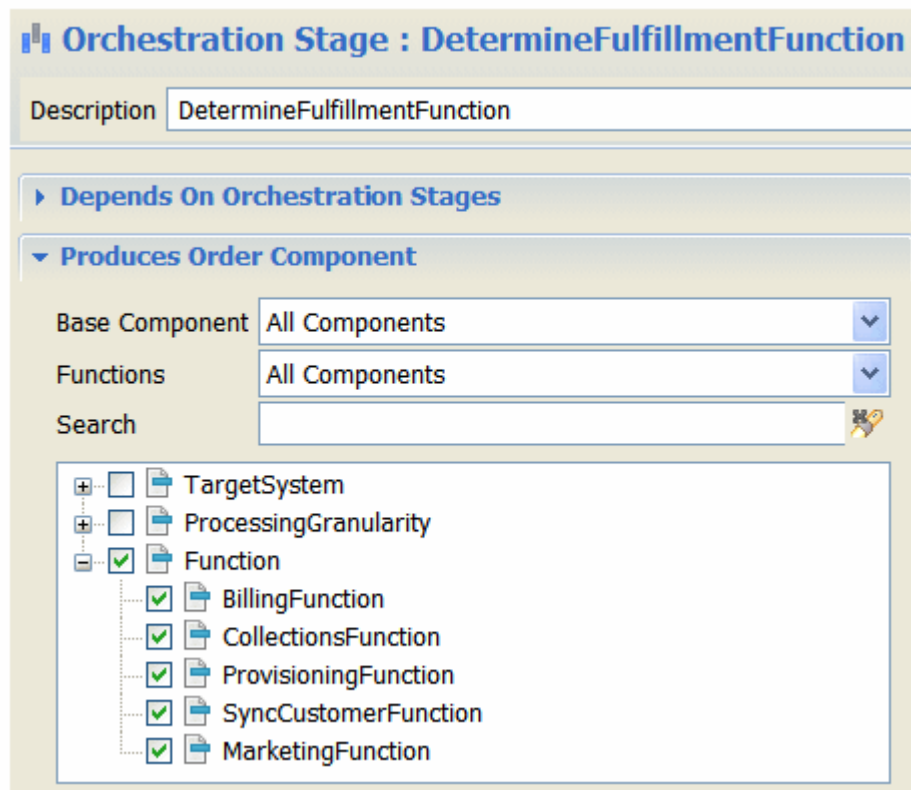 Orchestration Stage : DetermineFulfillmentFunction
Description DetermineFulfillmentFunction
Depends On Orchestration Stages
Produces Order Component
Base Component All Components
Functions All Components
Search
TargetSystem
ProcessingGranularity
Function
BillingFunction
CollectionsFunction
ProvisioningFunction
SyncCustomerFunction
MarketingFunction